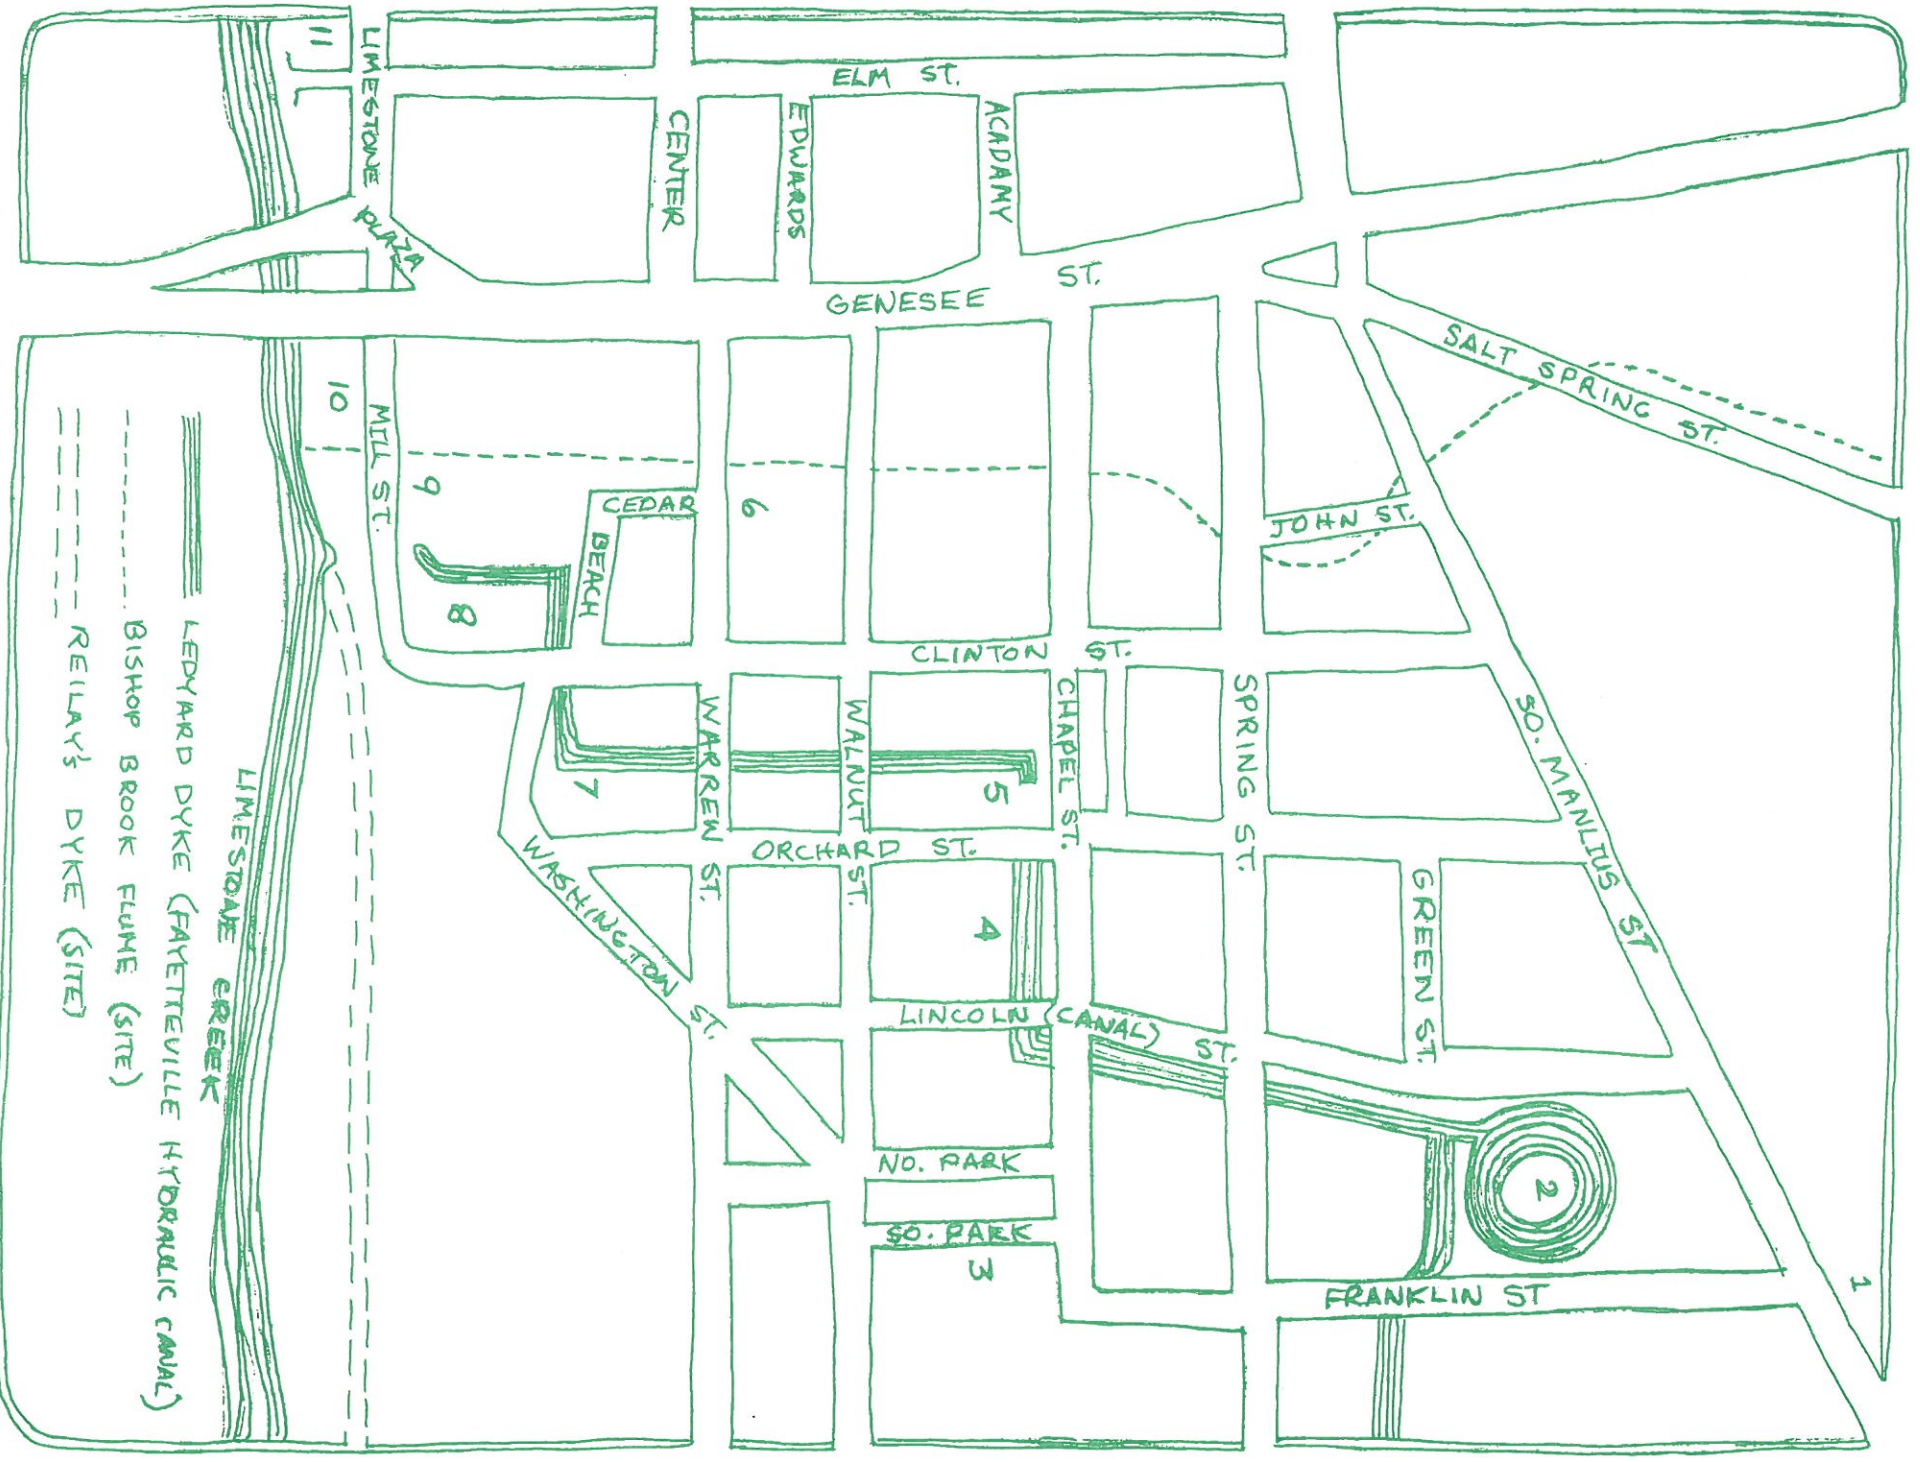 11
LIMESTONE PLAZA
ELM ST.
CENTER
EDWARDS
ACADAMY
GENESEE ST.
SALT SPRING ST.
10
MILL ST.
9
CEDAR
6
JOHN ST.
BEACH
8
CLINTON ST.
WARREN ST.
WALNUT ST.
CHAPEL ST.
SPRING ST.
SO. MANLIUS ST
7
5
ORCHARD ST.
WASHINGTON ST.
4
GREEN ST.
LINCOLN (CANAL) ST.
NO. PARK
2
SO. PARK
3
FRANKLIN ST
1
LIMESTONE CREEK
LEDYARD DYKE (FAYETTEVILLE HYDRAULIC CANAL)
BISHOP BROOK FLUME (SITE)
REILAY'S DYKE (SITE)